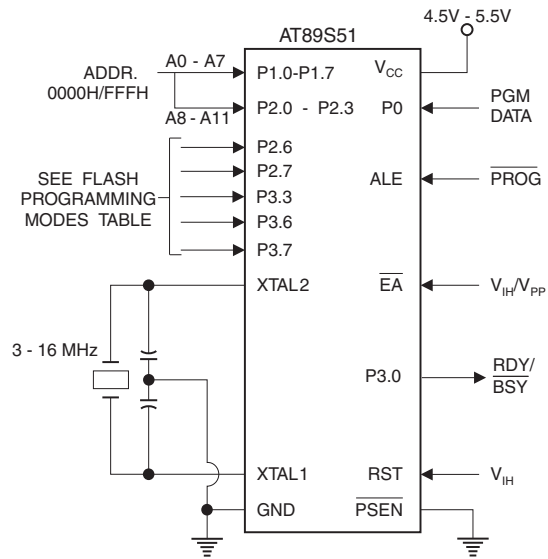 AT89S51
4.5V - 5.5V
ADDR.
0000H/FFFH
A0 - A7
P1.0-P1.7
VCC
A8 - A11
P2.0 - P2.3
P0
PGM
DATA
SEE FLASH
PROGRAMMING
MODES TABLE
P2.6
P2.7
P3.3
P3.6
P3.7
ALE
PROG
XTAL2
EA
VIH/VPP
3 - 16 MHz
P3.0
RDY/
BSY
XTAL1
RST
VIH
GND
PSEN